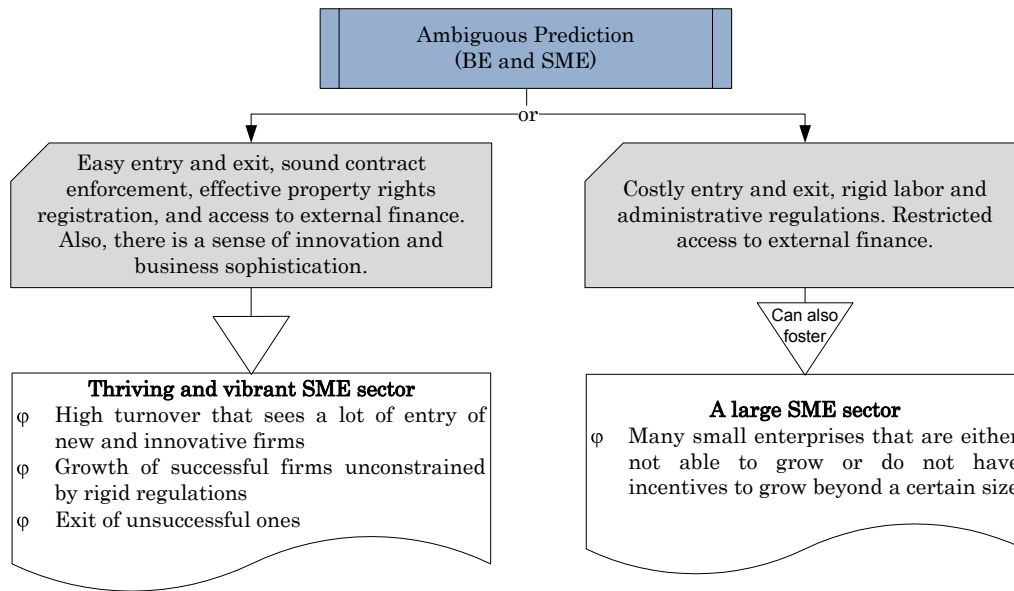 Ambiguous Prediction
(BE and SME)
or
Easy entry and exit, sound contract
enforcement, effective property rights
registration, and access to external finance.
Also, there is a sense of innovation and
business sophistication.
Costly entry and exit, rigid labor and
administrative regulations. Restricted
access to external finance.
Can also
foster
Thriving and vibrant SME sector
φ High turnover that sees a lot of entry of
new and innovative firms
φ Growth of successful firms unconstrained
by rigid regulations
φ Exit of unsuccessful ones
A large SME sector
φ Many small enterprises that are either
not able to grow or do not have
incentives to grow beyond a certain size